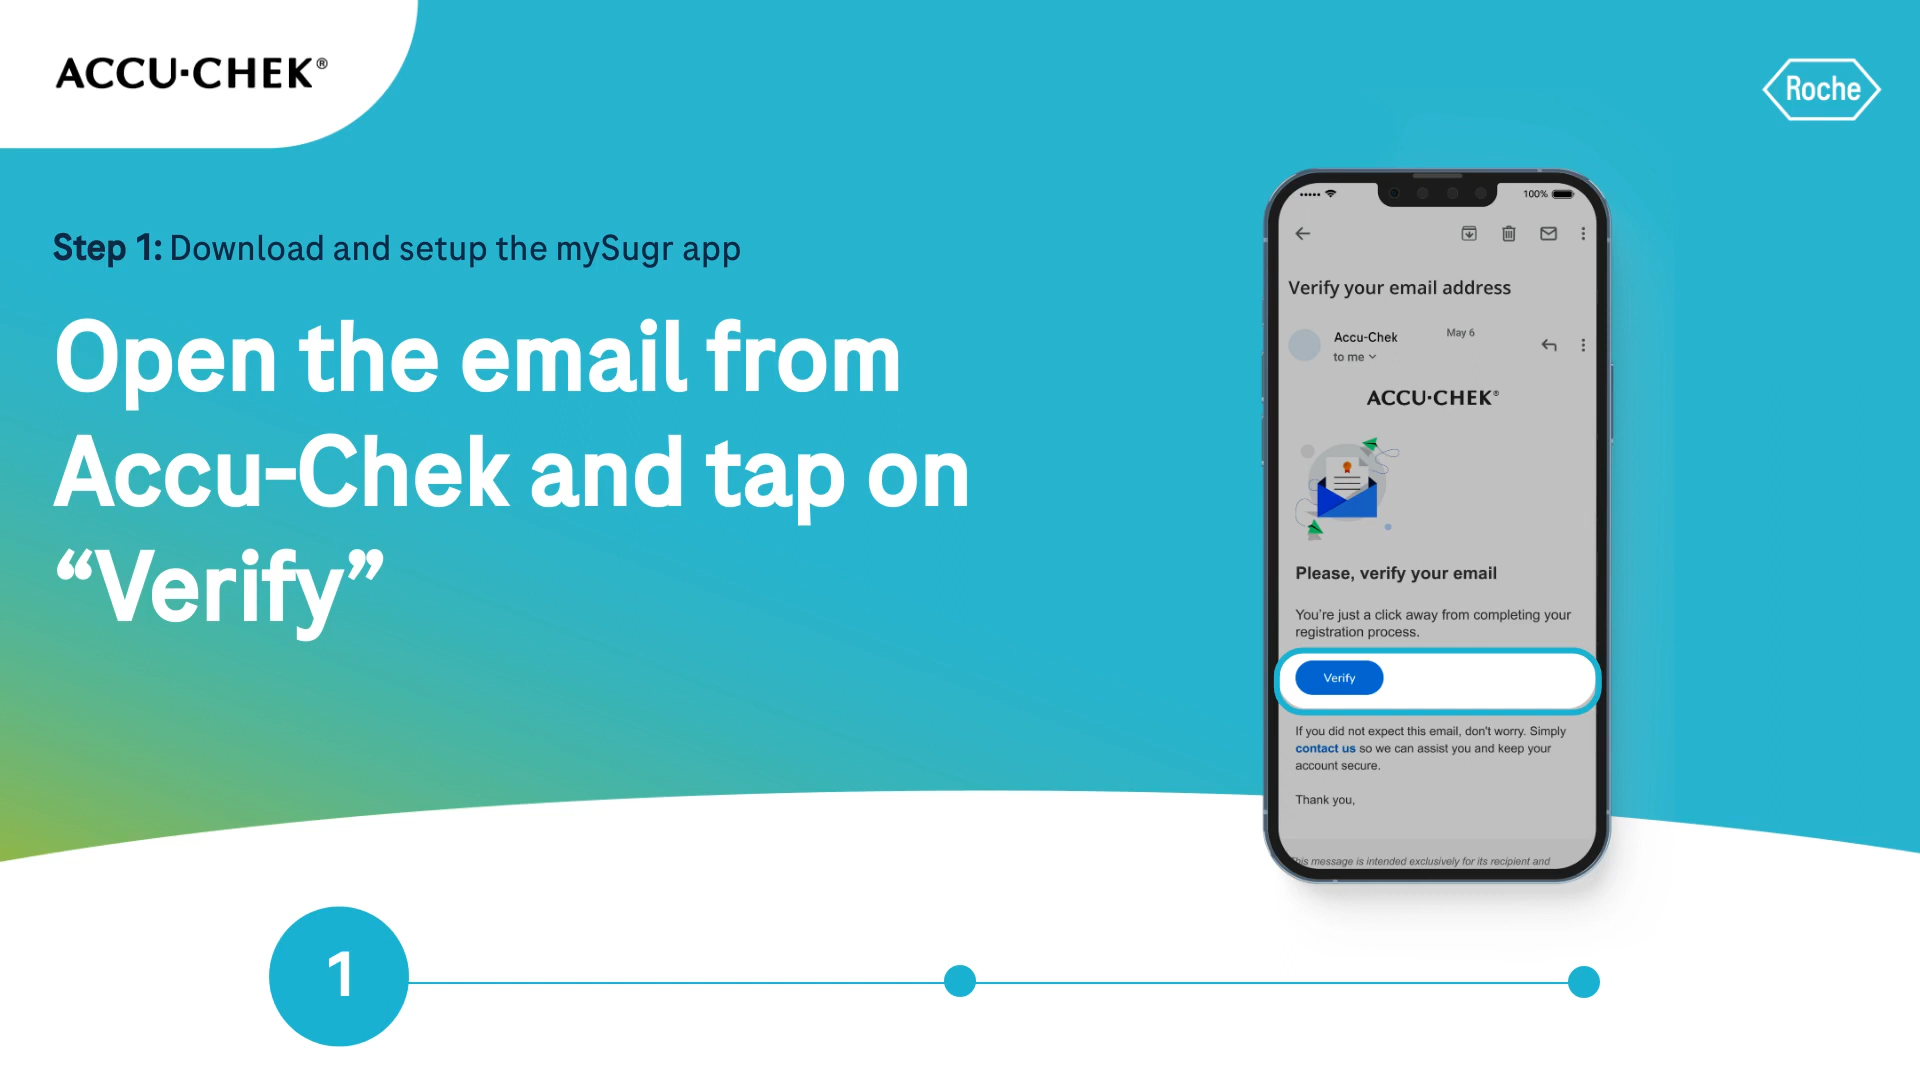 ACCU-CHEK®
Roche
Step 1: Download and setup the mySugr app
Open the email from
Accu-Chek and tap on
“Verify”
100%
Verify your email address
Accu-Chek
May 6
to me
ACCU-CHEK®
Please, verify your email
You’re just a click away from completing your
registration process.
Verify
If you did not expect this email, don't worry. Simply
contact us so we can assist you and keep your
account secure.
Thank you,
This message is intended exclusively for its recipient and
1